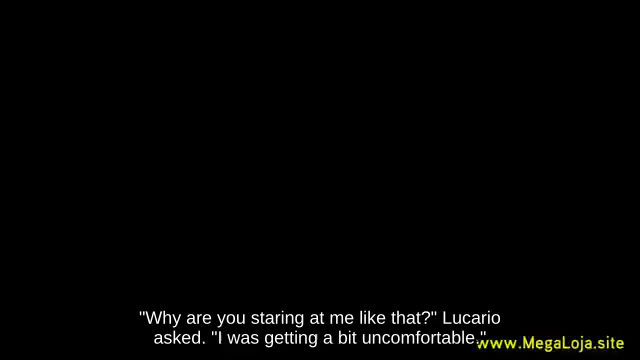 "Why are you staring at me like that?" Lucario
asked. "I was getting a bit uncomfortable."
www.MegaLoja.site